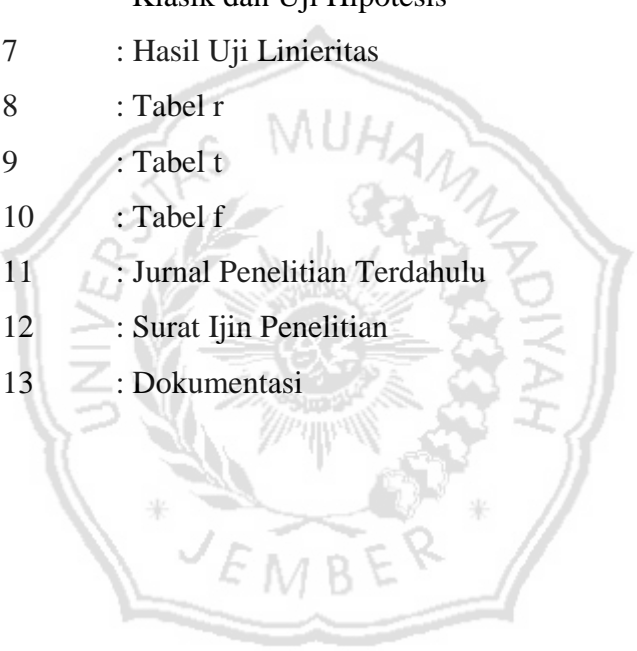 Klasik dan Uji Hipotesis
7 : Hasil Uji Linieritas
8 : Tabel r
9 : Tabel t
10 : Tabel f
11 : Jurnal Penelitian Terdahulu
12 : Surat Ijin Penelitian
13 : Dokumentasi
UNIVERSITAS MUHAMMADIYAH
* JEMBER *